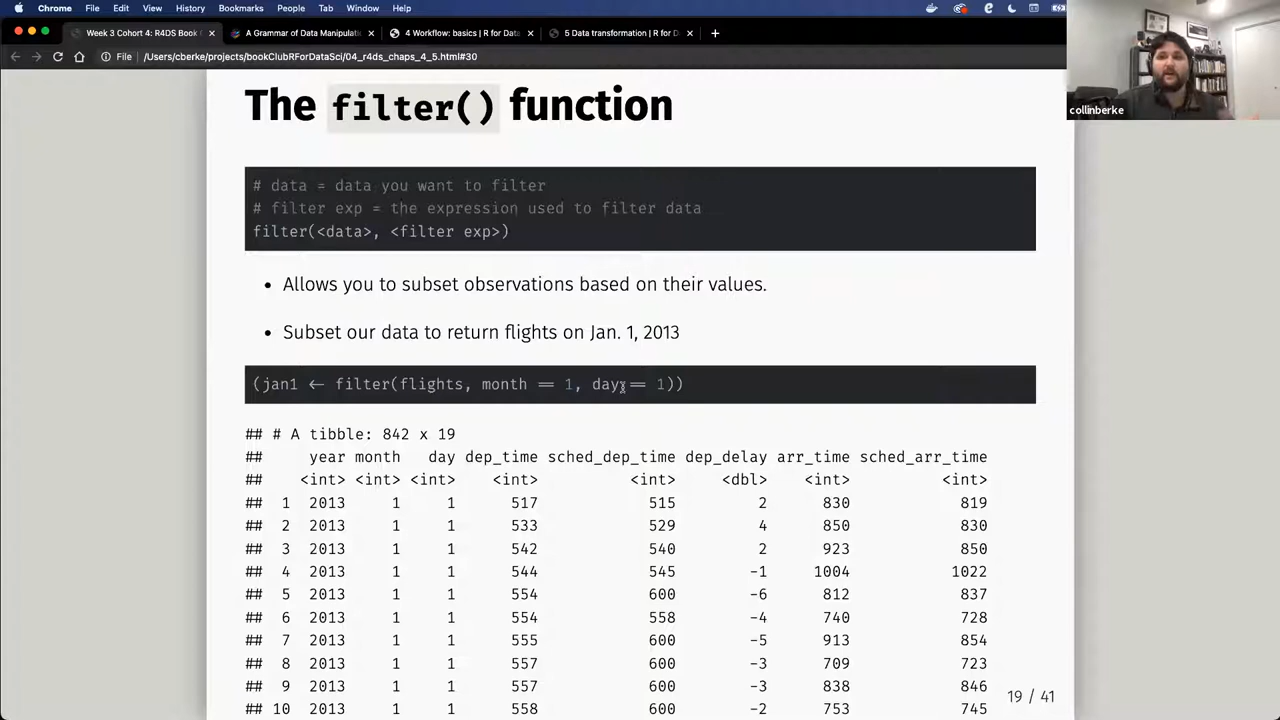 Chrome File Edit View History Bookmarks People Tab Window Help
Week 3 Cohort 4: R4DS Book
A Grammar of Data Manipulati
4 Workflow: basics | R for Data
5 Data transformation | R for D
File /Users/cberke/projects/bookClubRForDataSci/04_r4ds_chaps_4_5.html#30
collinberke
The filter() function
# data = data you want to filter
# filter exp = the expression used to filter data
filter(<data>, <filter exp>)
• Allows you to subset observations based on their values.
• Subset our data to return flights on Jan. 1, 2013
(jan1 <- filter(flights, month == 1, day == 1))
## # A tibble: 842 x 19
## year month day dep_time sched_dep_time dep_delay arr_time sched_arr_time
## <int> <int> <int> <int> <int> <dbl> <int> <int>
## 1 2013 1 1 517 515 2 830 819
## 2 2013 1 1 533 529 4 850 830
## 3 2013 1 1 542 540 2 923 850
## 4 2013 1 1 544 545 -1 1004 1022
## 5 2013 1 1 554 600 -6 812 837
## 6 2013 1 1 554 558 -4 740 728
## 7 2013 1 1 555 600 -5 913 854
## 8 2013 1 1 557 600 -3 709 723
## 9 2013 1 1 557 600 -3 838 846
## 10 2013 1 1 558 600 -2 753 745
19 / 41